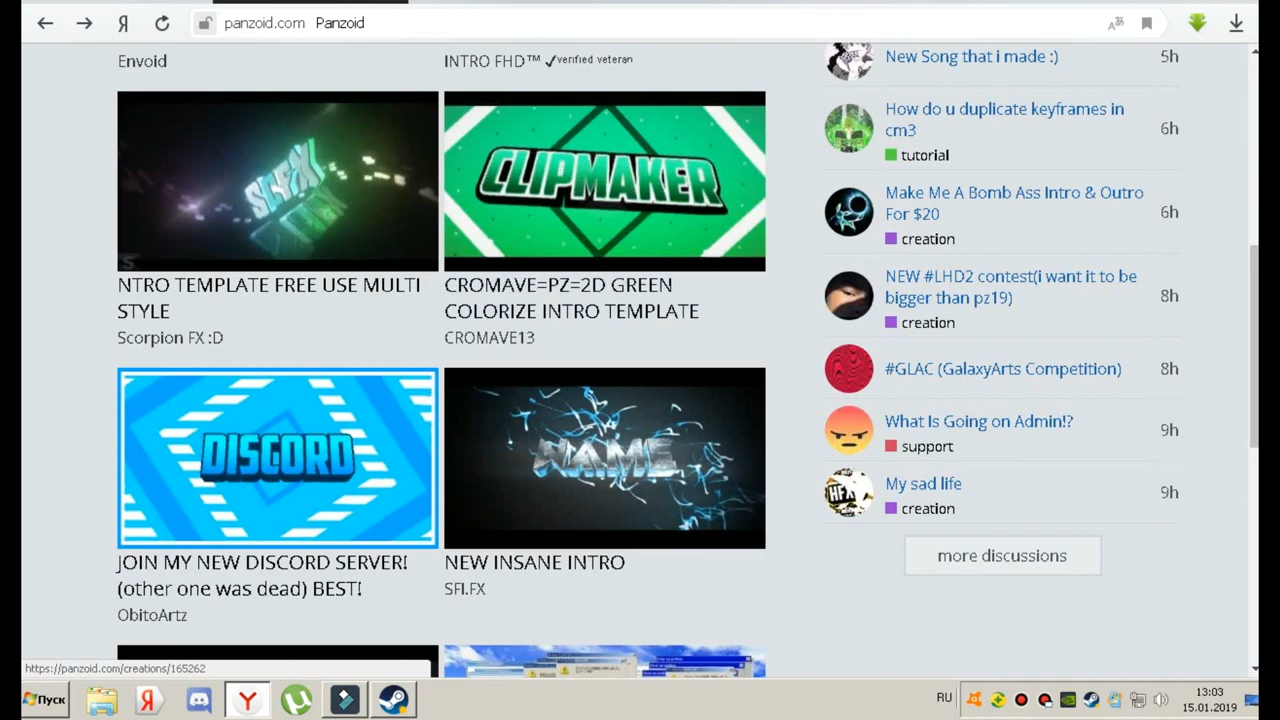 Я
panzoid.com Panzoid
Envoid
INTRO FHD™ ✓verified veteran
SCFX
CLIPMAKER
NTRO TEMPLATE FREE USE MULTI
STYLE
Scorpion FX :D
CROMAVE=PZ=2D GREEN
COLORIZE INTRO TEMPLATE
CROMAVE13
DISCORD
NAME
JOIN MY NEW DISCORD SERVER!
(other one was dead) BEST!
ObitoArtz
NEW INSANE INTRO
SFI.FX
New Song that i made :)
5h
How do u duplicate keyframes in
cm3
6h
tutorial
Make Me A Bomb Ass Intro & Outro
For $20
6h
creation
NEW #LHD2 contest(i want it to be
bigger than pz19)
8h
creation
#GLAC (GalaxyArts Competition)
8h
What Is Going on Admin!?
9h
support
HFX
My sad life
9h
creation
more discussions
https://panzoid.com/creations/165262
Пуск
Я
Y
RU
13:03
15.01.2019